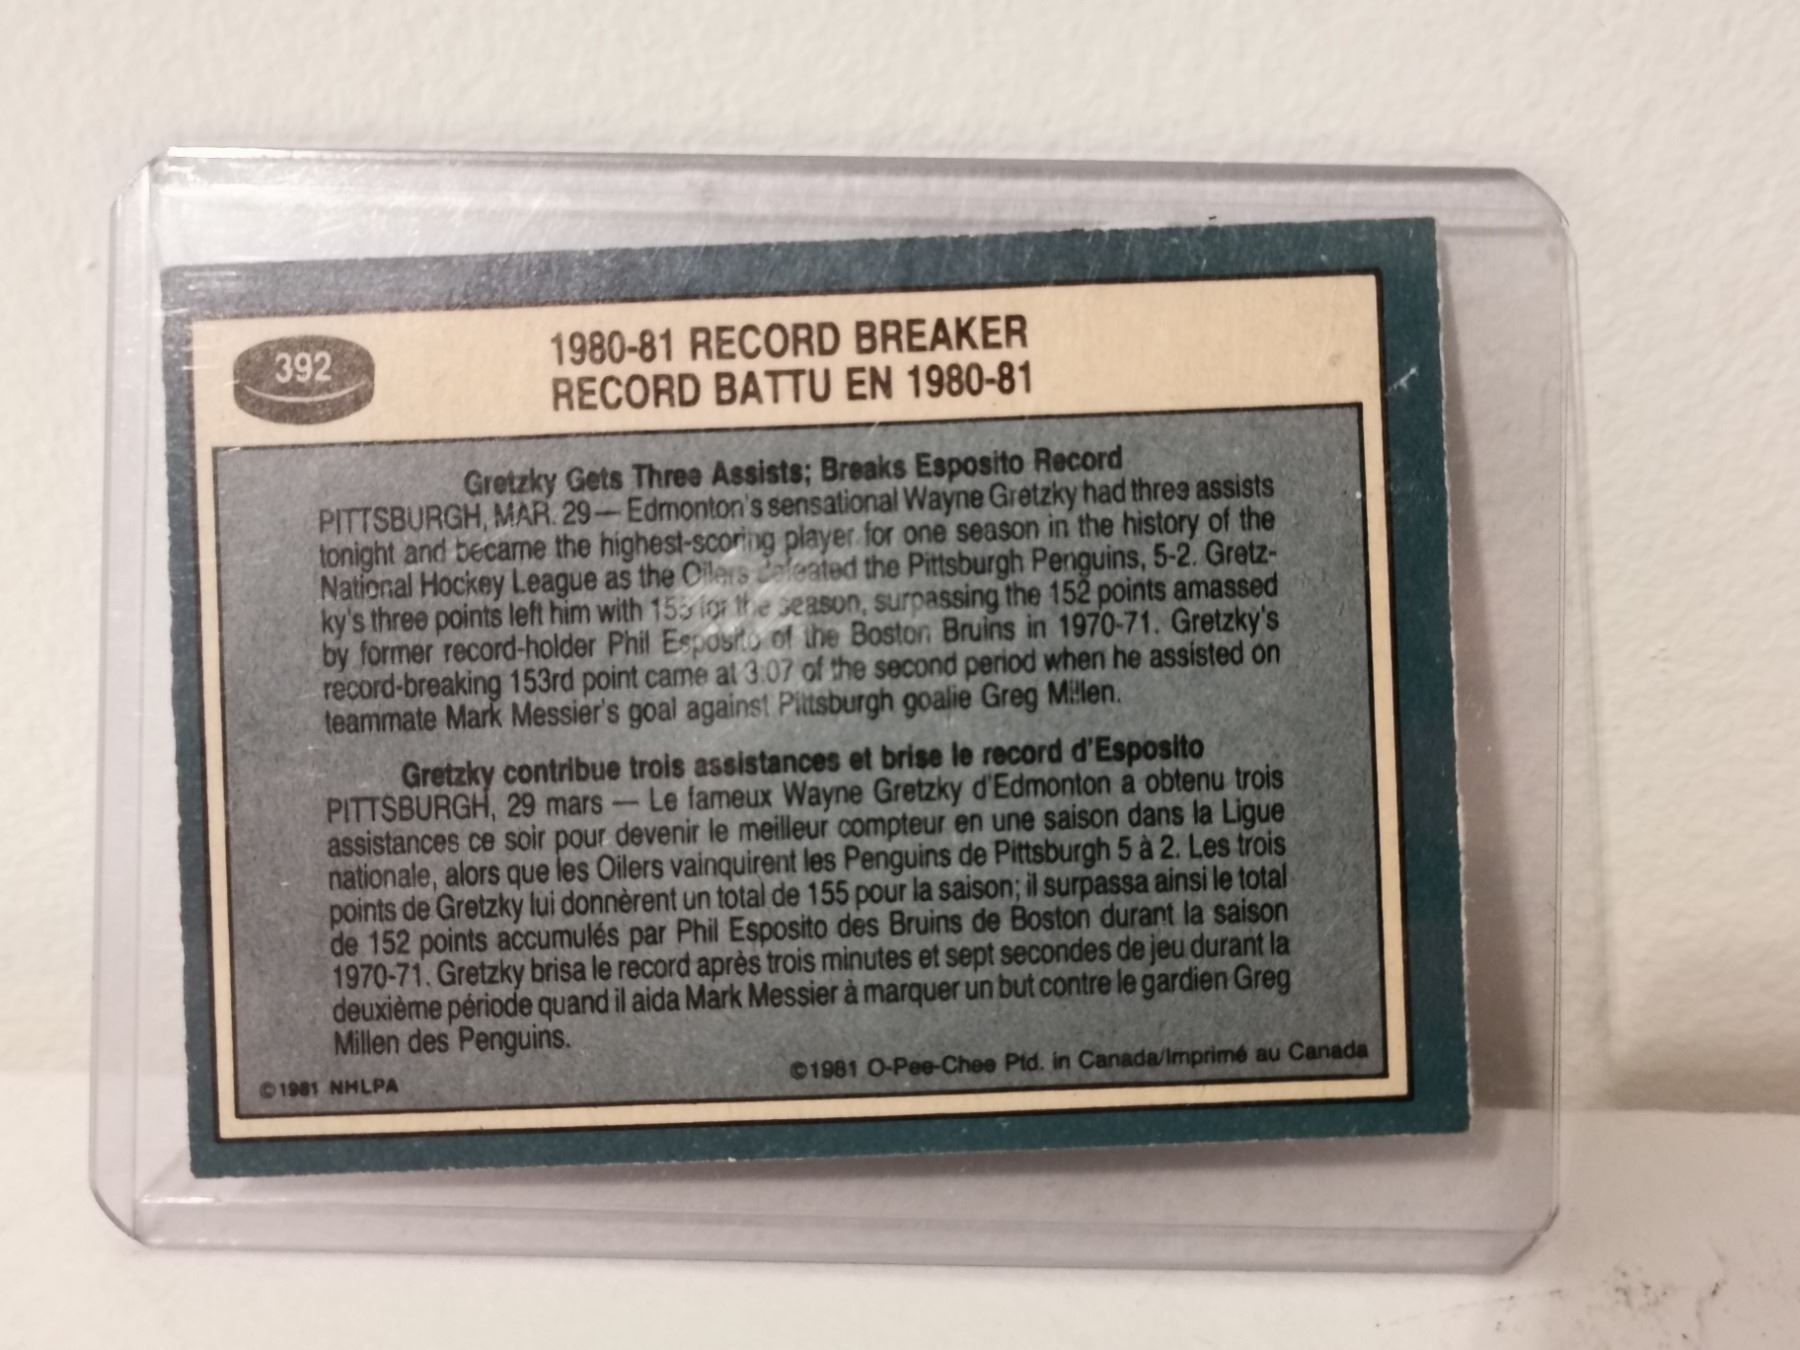 392
1980-81 RECORD BREAKER
RECORD BATTU EN 1980-81
Gretzky Gets Three Assists; Breaks Esposito Record
PITTSBURGH, MAR. 29 — Edmonton's sensational Wayne Gretzky had three assists
tonight and became the highest-scoring player for one season in the history of the
National Hockey League as the Oilers defeated the Pittsburgh Penguins, 5-2. Gretz-
ky's three points left him with 155 for the season, surpassing the 152 points amassed
by former record-holder Phil Esposito of the Boston Bruins in 1970-71. Gretzky's
record-breaking 153rd point came at 3:07 of the second period when he assisted on
teammate Mark Messier's goal against Pittsburgh goalie Greg Millen.
Gretzky contribue trois assistances et brise le record d'Esposito
PITTSBURGH, 29 mars — Le fameux Wayne Gretzky d'Edmonton a obtenu trois
assistances ce soir pour devenir le meilleur compteur en une saison dans la Ligue
nationale, alors que les Oilers vainquirent les Penguins de Pittsburgh 5 à 2. Les trois
points de Gretzky lui donnèrent un total de 155 pour la saison; il surpassa ainsi le total
de 152 points accumulés par Phil Esposito des Bruins de Boston durant la saison
1970-71. Gretzky brisa le record après trois minutes et sept secondes de jeu durant la
deuxième période quand il aida Mark Messier à marquer un but contre le gardien Greg
Millen des Penguins.
©1981 NHLPA
©1981 O-Pee-Chee Ptd. in Canada/Imprimé au Canada